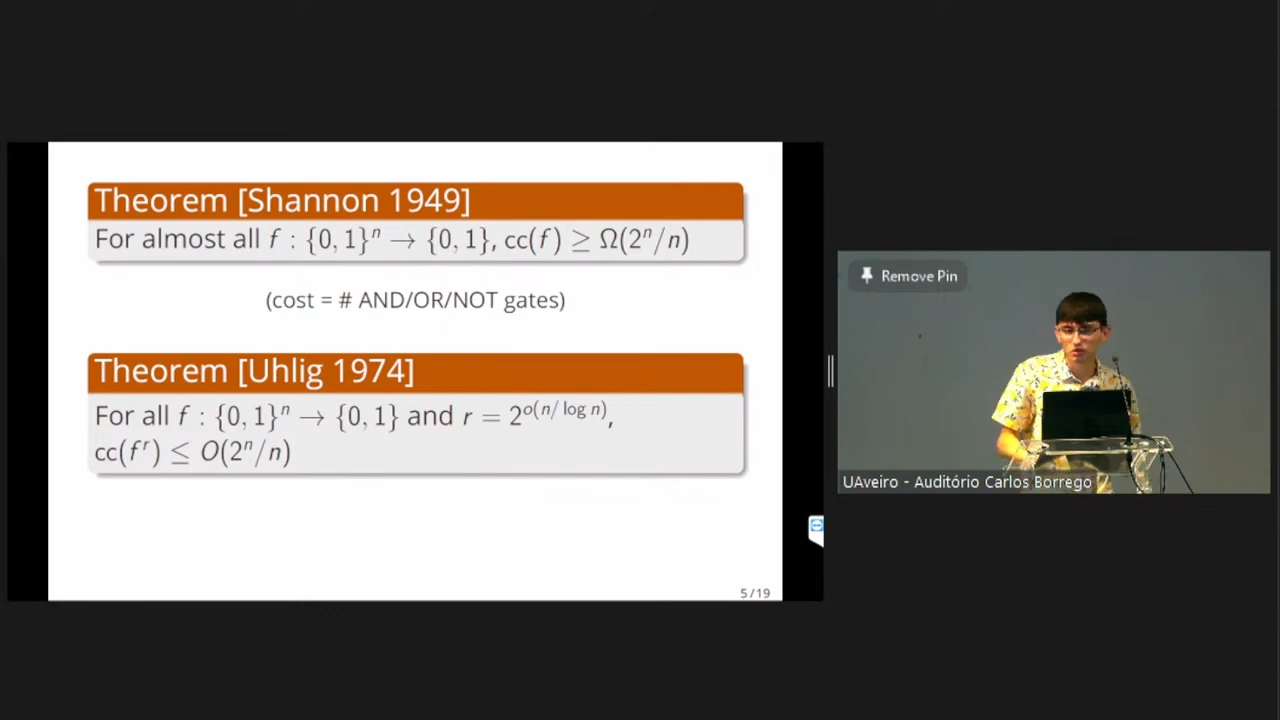 Theorem [Shannon 1949]
For almost all f : {0, 1}ⁿ → {0, 1}, cc(f) ≥ Ω(2ⁿ/n)
(cost = # AND/OR/NOT gates)
Theorem [Uhlig 1974]
For all f : {0, 1}ⁿ → {0, 1} and r = 2^{o(n/ log n)},
cc(fʳ) ≤ O(2ⁿ/n)
5/19
Remove Pin
UAveiro - Auditório Carlos Borrego